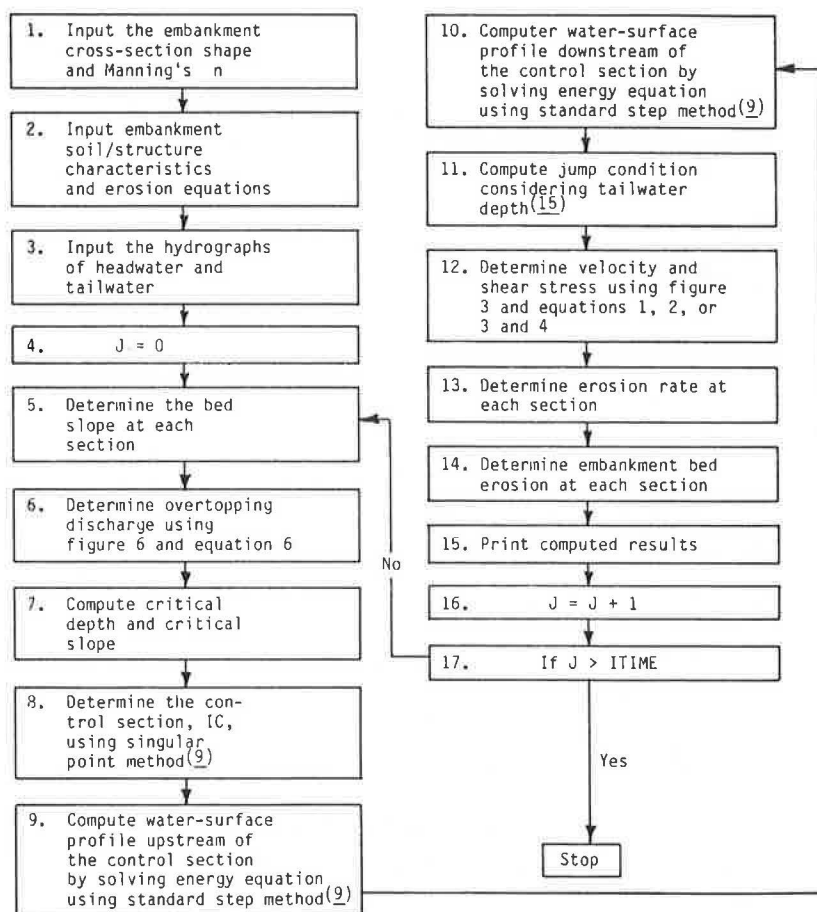 1. Input the embankment
cross-section shape
and Manning's n
2. Input embankment
soil/structure
characteristics
and erosion equations
3. Input the hydrographs
of headwater and
tailwater
4. J = 0
5. Determine the bed
slope at each
section
6. Determine overtopping
discharge using
figure 6 and equation 6
7. Compute critical
depth and critical
slope
8. Determine the con-
trol section, IC,
using singular
point method(9)
9. Compute water-surface
profile upstream of
the control section
by solving energy equation
using standard step method(9)
10. Computer water-surface
profile downstream of
the control section by
solving energy equation
using standard step method(9)
11. Compute jump condition
considering tailwater
depth(15)
12. Determine velocity and
shear stress using figure
3 and equations 1, 2, or
3 and 4
13. Determine erosion rate at
each section
14. Determine embankment bed
erosion at each section
15. Print computed results
16. J = J + 1
17. If J > ITIME
No
Yes
Stop